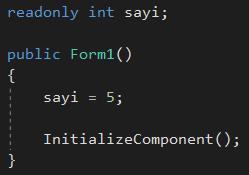 readonly int sayi;
public Form1()
{
sayi = 5;
InitializeComponent();
}